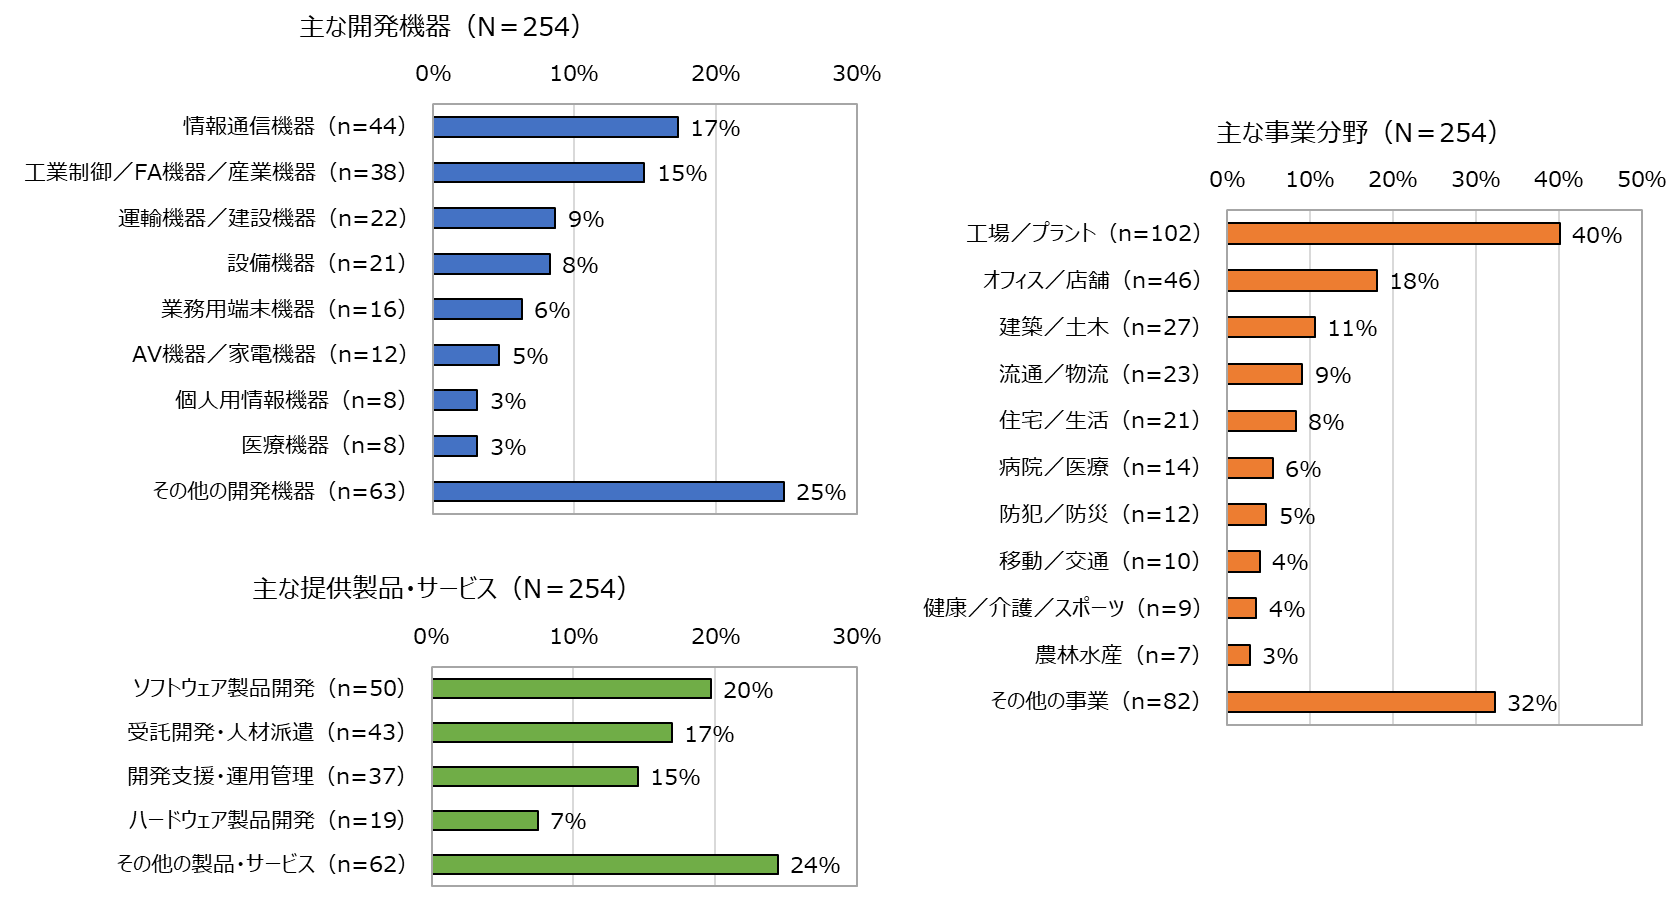 主な開発機器（N＝254）
0% 10% 20% 30%
情報通信機器（n=44） 17%
工業制御／FA機器／産業機器（n=38） 15%
運輸機器／建設機器（n=22） 9%
設備機器（n=21） 8%
業務用端末機器（n=16） 6%
AV機器／家電機器（n=12） 5%
個人用情報機器（n=8） 3%
医療機器（n=8） 3%
その他の開発機器（n=63） 25%
主な提供製品・サービス（N＝254）
0% 10% 20% 30%
ソフトウェア製品開発（n=50） 20%
受託開発・人材派遣（n=43） 17%
開発支援・運用管理（n=37） 15%
ハードウェア製品開発（n=19） 7%
その他の製品・サービス（n=62） 24%
主な事業分野（N＝254）
0% 10% 20% 30% 40% 50%
工場／プラント（n=102） 40%
オフィス／店舗（n=46） 18%
建築／土木（n=27） 11%
流通／物流（n=23） 9%
住宅／生活（n=21） 8%
病院／医療（n=14） 6%
防犯／防災（n=12） 5%
移動／交通（n=10） 4%
健康／介護／スポーツ（n=9） 4%
農林水産（n=7） 3%
その他の事業（n=82） 32%